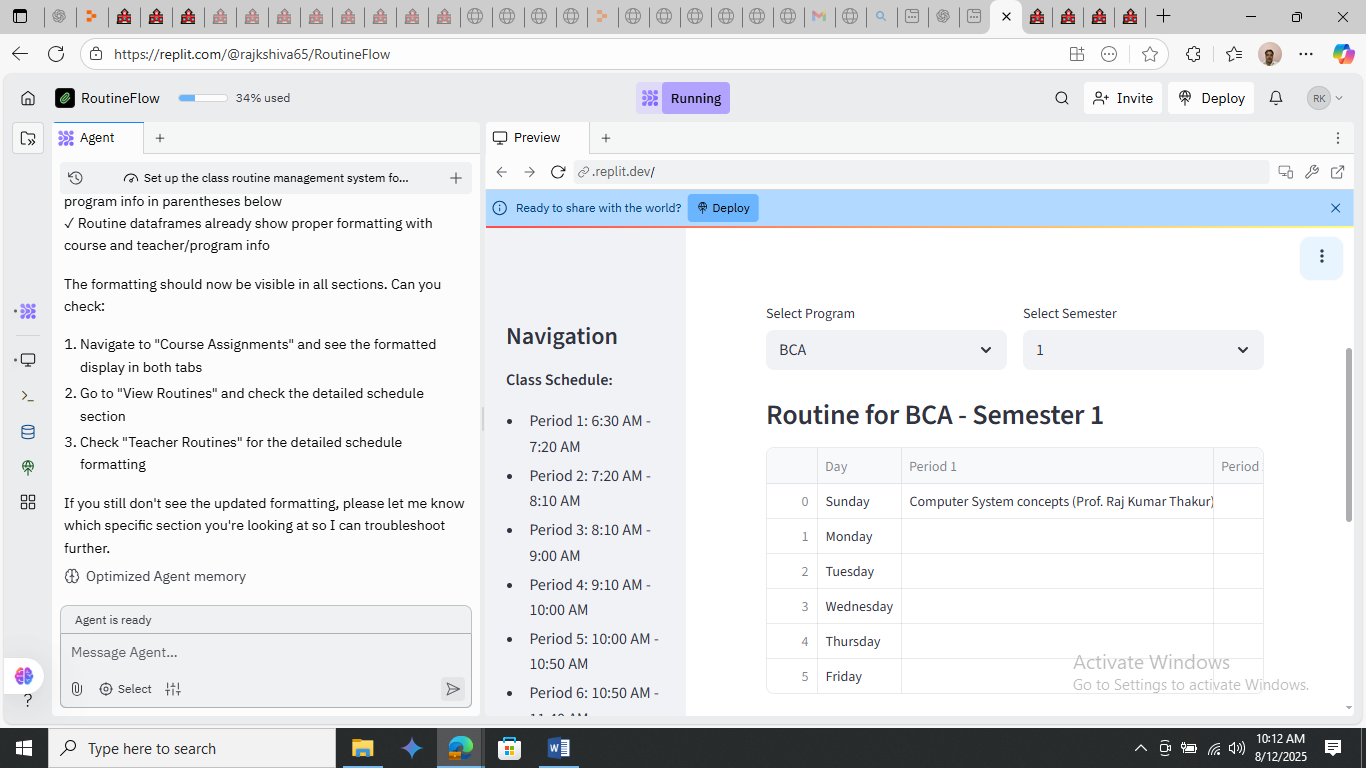 https://replit.com/@rajkshiva65/RoutineFlow
RoutineFlow
34% used
Running
Invite
Deploy
RK
Agent
Set up the class routine management system fo...
program info in parentheses below
✓ Routine dataframes already show proper formatting with
course and teacher/program info
The formatting should now be visible in all sections. Can you
check:
1. Navigate to "Course Assignments" and see the formatted
display in both tabs
2. Go to "View Routines" and check the detailed schedule
section
3. Check "Teacher Routines" for the detailed schedule
formatting
If you still don't see the updated formatting, please let me know
which specific section you're looking at so I can troubleshoot
further.
Optimized Agent memory
Agent is ready
Message Agent...
Select
?
Preview
.replit.dev/
Ready to share with the world?
Deploy
Navigation
Class Schedule:
• Period 1: 6:30 AM -
7:20 AM
• Period 2: 7:20 AM -
8:10 AM
• Period 3: 8:10 AM -
9:00 AM
• Period 4: 9:10 AM -
10:00 AM
• Period 5: 10:00 AM -
10:50 AM
• Period 6: 10:50 AM -
Select Program
Select Semester
BCA
1
Routine for BCA - Semester 1
Day Period 1 Period
0 Sunday Computer System concepts (Prof. Raj Kumar Thakur)
1 Monday
2 Tuesday
3 Wednesday
4 Thursday
5 Friday
Activate Windows
Go to Settings to activate Windows.
Type here to search
10:12 AM
8/12/2025